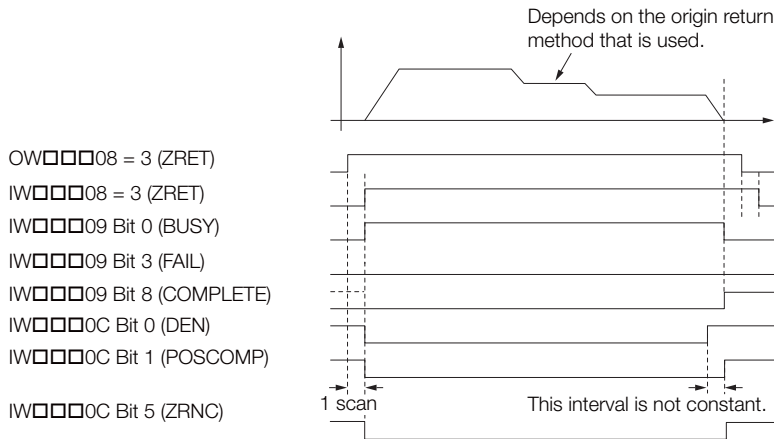 Depends on the origin return
method that is used.
OW□□□08 = 3 (ZRET)
IW□□□08 = 3 (ZRET)
IW□□□09 Bit 0 (BUSY)
IW□□□09 Bit 3 (FAIL)
IW□□□09 Bit 8 (COMPLETE)
IW□□□0C Bit 0 (DEN)
IW□□□0C Bit 1 (POSCOMP)
1 scan
This interval is not constant.
IW□□□0C Bit 5 (ZRNC)